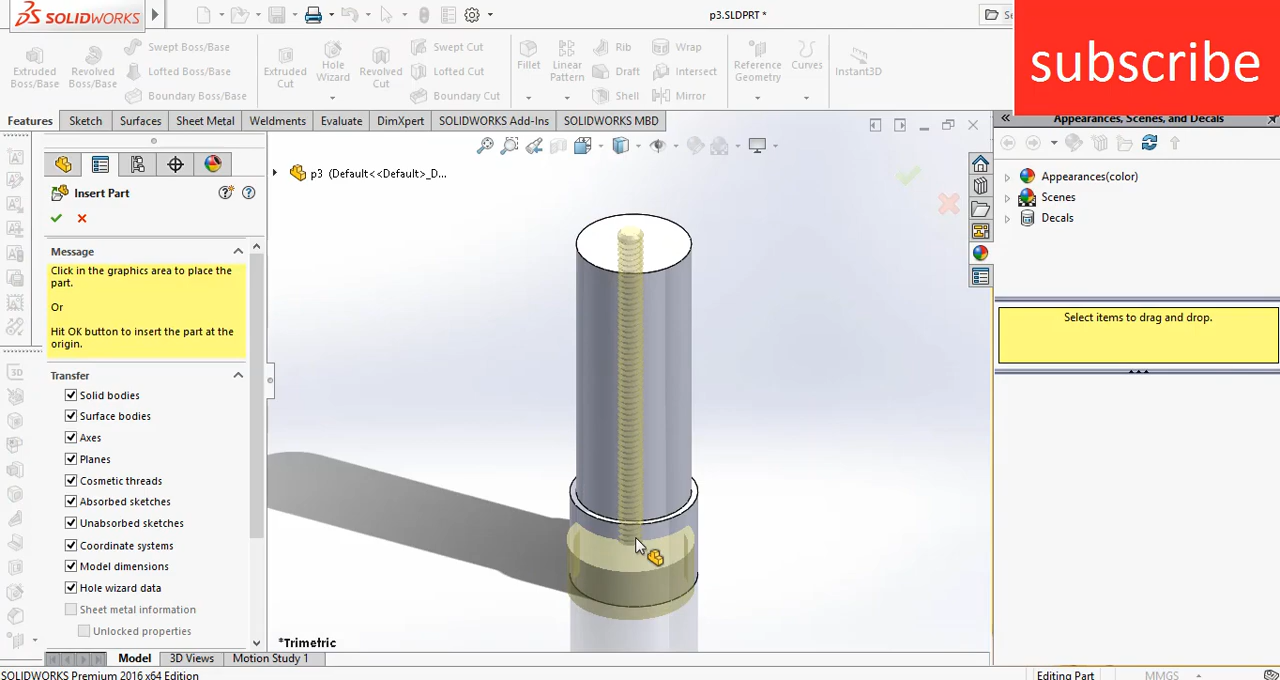 SOLIDWORKS
p3.SLDPRT *
subscribe
Extruded Boss/Base
Revolved Boss/Base
Swept Boss/Base
Lofted Boss/Base
Boundary Boss/Base
Extruded Cut
Hole Wizard
Revolved Cut
Swept Cut
Lofted Cut
Boundary Cut
Fillet
Linear Pattern
Rib
Draft
Shell
Wrap
Intersect
Mirror
Reference Geometry
Curves
Instant3D
Features
Sketch
Surfaces
Sheet Metal
Weldments
Evaluate
DimXpert
SOLIDWORKS Add-Ins
SOLIDWORKS MBD
Appearances, Scenes, and Decals
Insert Part
p3 (Default<<Default>_D...
Message
Click in the graphics area to place the
part.
Or
Hit OK button to insert the part at the
origin.
Transfer
Solid bodies
Surface bodies
Axes
Planes
Cosmetic threads
Absorbed sketches
Unabsorbed sketches
Coordinate systems
Model dimensions
Hole wizard data
Sheet metal information
Unlocked properties
Appearances(color)
Scenes
Decals
Select items to drag and drop.
*Trimetric
Model
3D Views
Motion Study 1
SOLIDWORKS Premium 2016 x64 Edition
Editing Part
MMGS